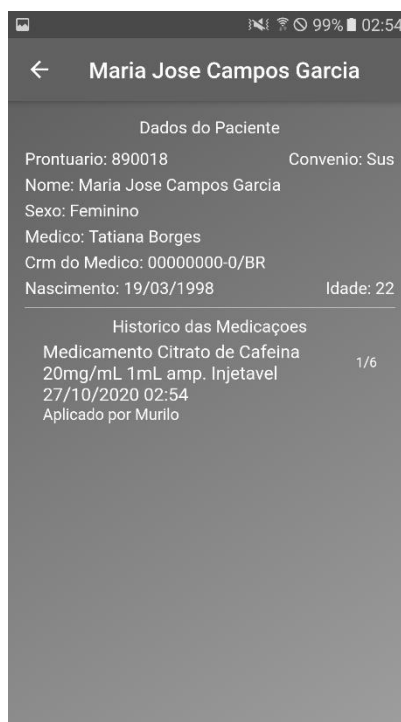 99% 02:54
Maria Jose Campos Garcia
Dados do Paciente
Prontuario: 890018 Convenio: Sus
Nome: Maria Jose Campos Garcia
Sexo: Feminino
Medico: Tatiana Borges
Crm do Medico: 00000000-0/BR
Nascimento: 19/03/1998 Idade: 22
Historico das Medicaçoes
Medicamento Citrato de Cafeina
20mg/mL 1mL amp. Injetavel
1/6
27/10/2020 02:54
Aplicado por Murilo